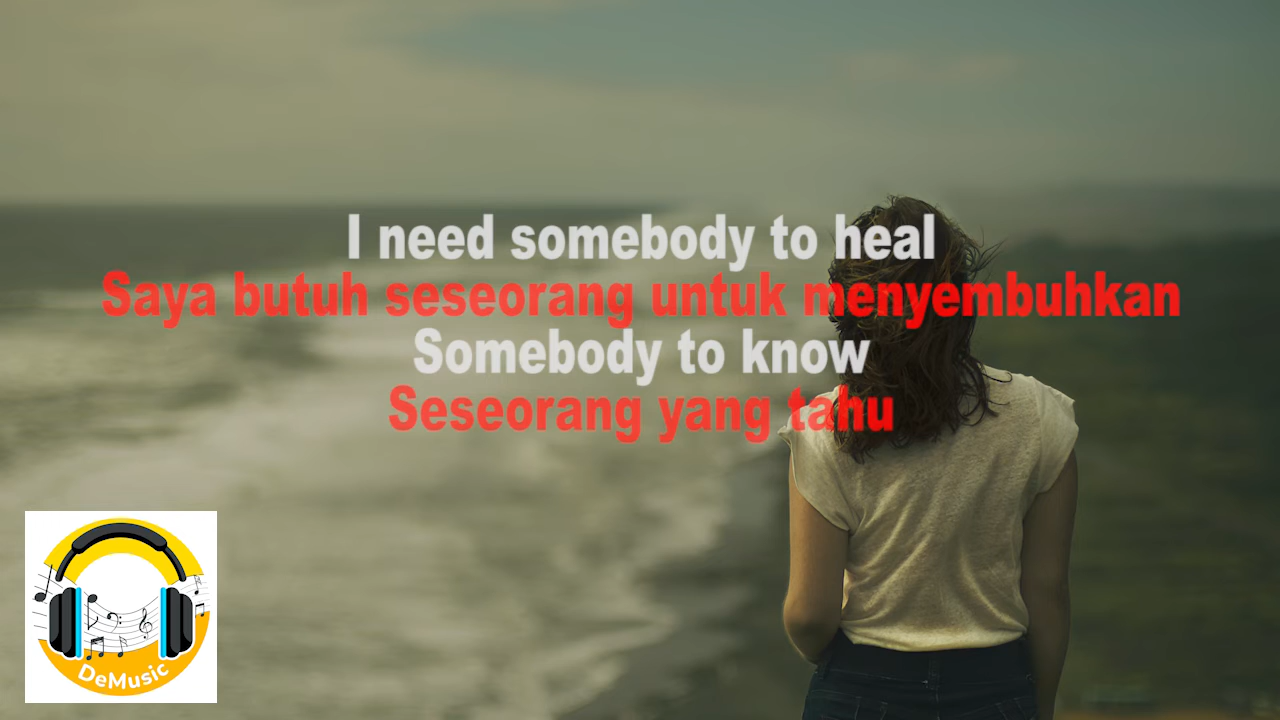 I need somebody to heal
Saya butuh seseorang untuk menyembuhkan
Somebody to know
Seseorang yang tahu
DeMusic